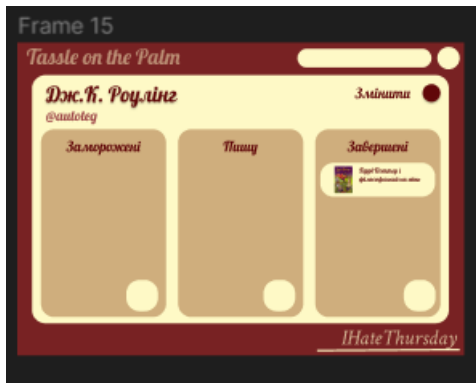 Frame 15
Tassle on the Palm
Дж.К. Роулінг
Змінити
@autoteg
Заморожені
Пишу
Завершені
IHateThursday